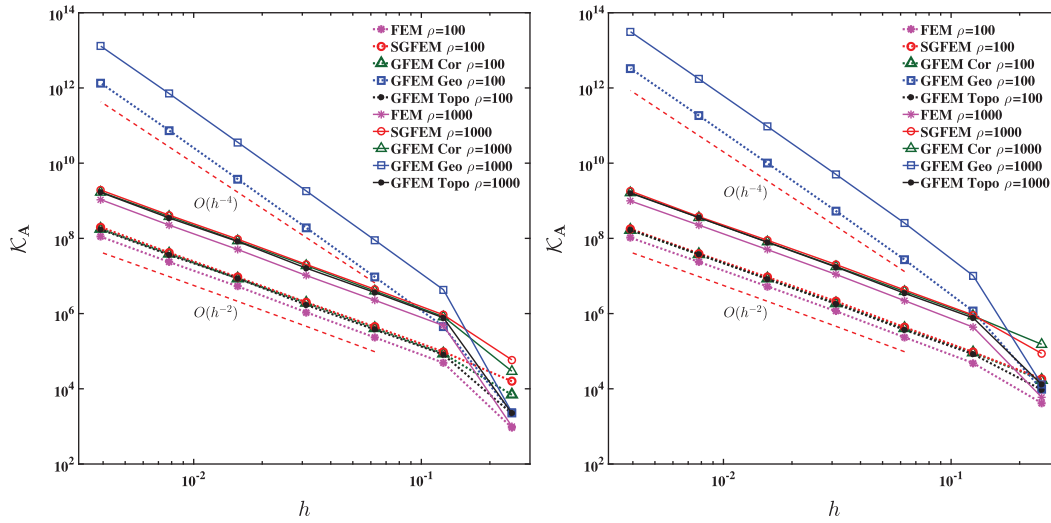 10^14
10^12
10^10
10^8
10^6
10^4
10^2
𝒦_A
10^-2
10^-1
h
O(h^-4)
O(h^-2)
FEM ρ=100
SGFEM ρ=100
GFEM Cor ρ=100
GFEM Geo ρ=100
GFEM Topo ρ=100
FEM ρ=1000
SGFEM ρ=1000
GFEM Cor ρ=1000
GFEM Geo ρ=1000
GFEM Topo ρ=1000
10^14
10^12
10^10
10^8
10^6
10^4
10^2
𝒦_A
10^-2
10^-1
h
O(h^-4)
O(h^-2)
FEM ρ=100
SGFEM ρ=100
GFEM Cor ρ=100
GFEM Geo ρ=100
GFEM Topo ρ=100
FEM ρ=1000
SGFEM ρ=1000
GFEM Cor ρ=1000
GFEM Geo ρ=1000
GFEM Topo ρ=1000